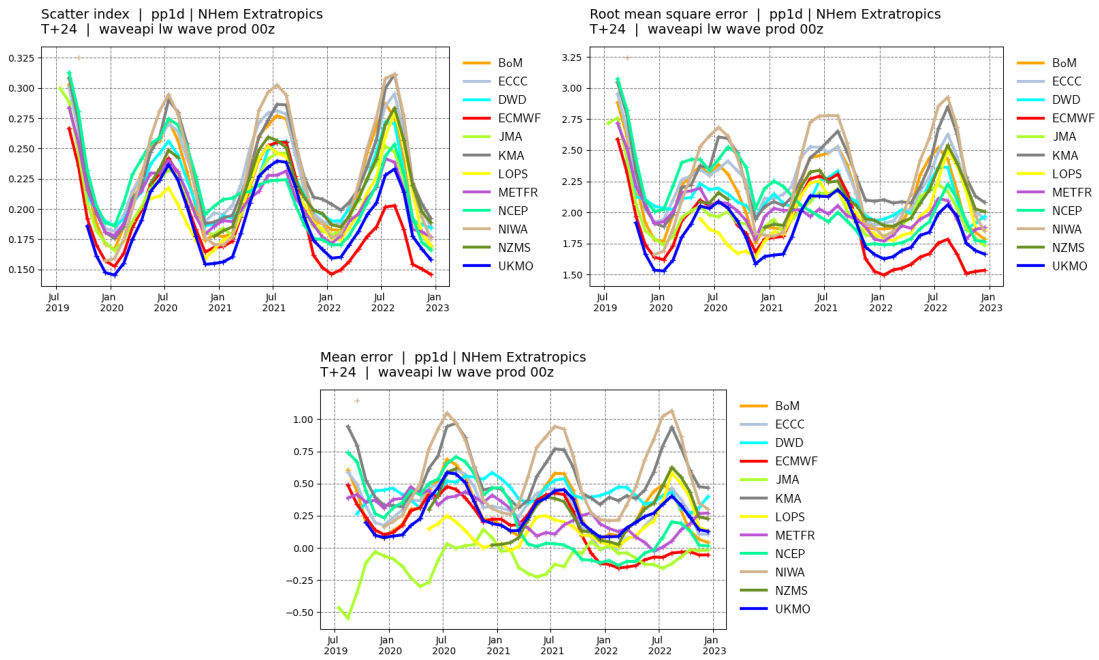 Scatter index | pp1d | NHem Extratropics
T+24 | waveapi lw wave prod 00z
0.325
0.300
0.275
0.250
0.225
0.200
0.175
0.150
Jul 2019
Jan 2020
Jul 2020
Jan 2021
Jul 2021
Jan 2022
Jul 2022
Jan 2023
BoM
ECCC
DWD
ECMWF
JMA
KMA
LOPS
METFR
NCEP
NIWA
NZMS
UKMO
Root mean square error | pp1d | NHem Extratropics
T+24 | waveapi lw wave prod 00z
3.25
3.00
2.75
2.50
2.25
2.00
1.75
1.50
Jul 2019
Jan 2020
Jul 2020
Jan 2021
Jul 2021
Jan 2022
Jul 2022
Jan 2023
BoM
ECCC
DWD
ECMWF
JMA
KMA
LOPS
METFR
NCEP
NIWA
NZMS
UKMO
Mean error | pp1d | NHem Extratropics
T+24 | waveapi lw wave prod 00z
1.00
0.75
0.50
0.25
0.00
−0.25
−0.50
Jul 2019
Jan 2020
Jul 2020
Jan 2021
Jul 2021
Jan 2022
Jul 2022
Jan 2023
BoM
ECCC
DWD
ECMWF
JMA
KMA
LOPS
METFR
NCEP
NIWA
NZMS
UKMO